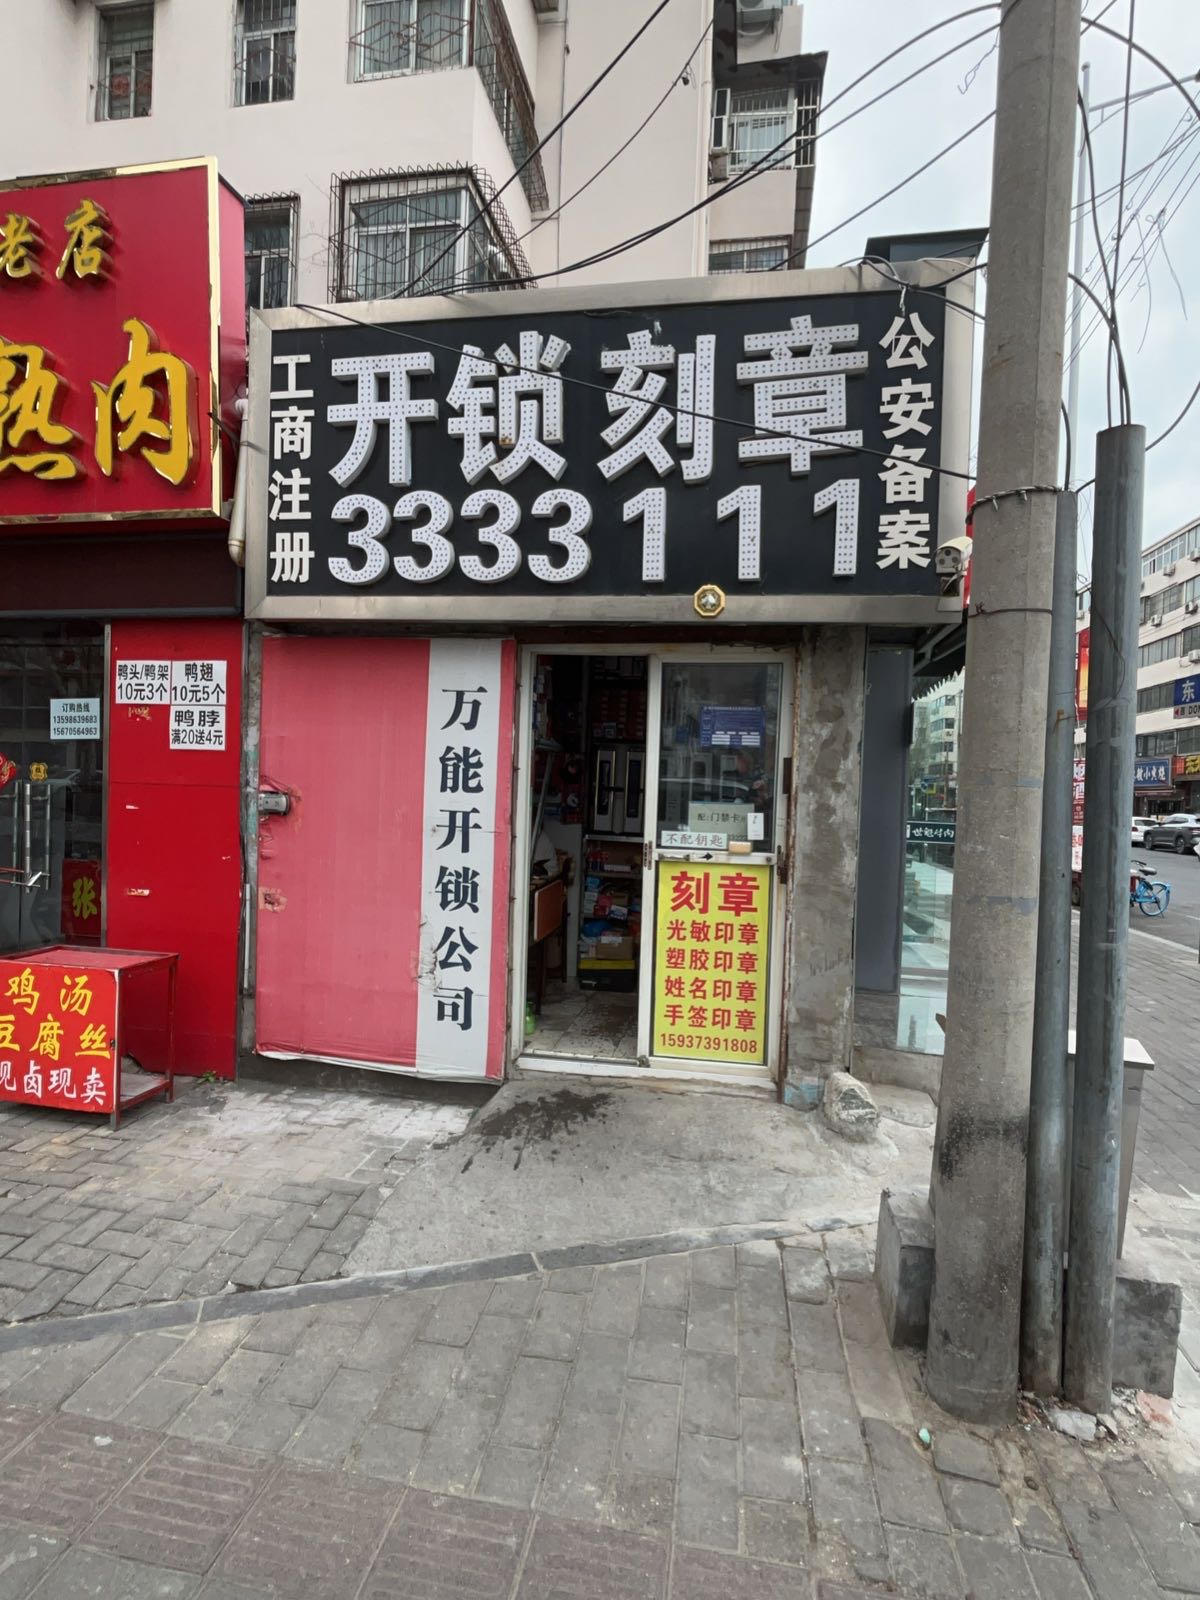 老店
熟肉
工商注册
开锁刻章
3333111
公安备案
鸭头/鸭架
10元3个
鸭翅
10元5个
鸭脖
满20送4元
订购热线
13598639683
15670564963
张
鸡汤
豆腐丝
现卤现卖
万能开锁公司
配:门禁卡
不配钥匙
刻章
光敏印章
塑胶印章
姓名印章
手签印章
15937391808
东